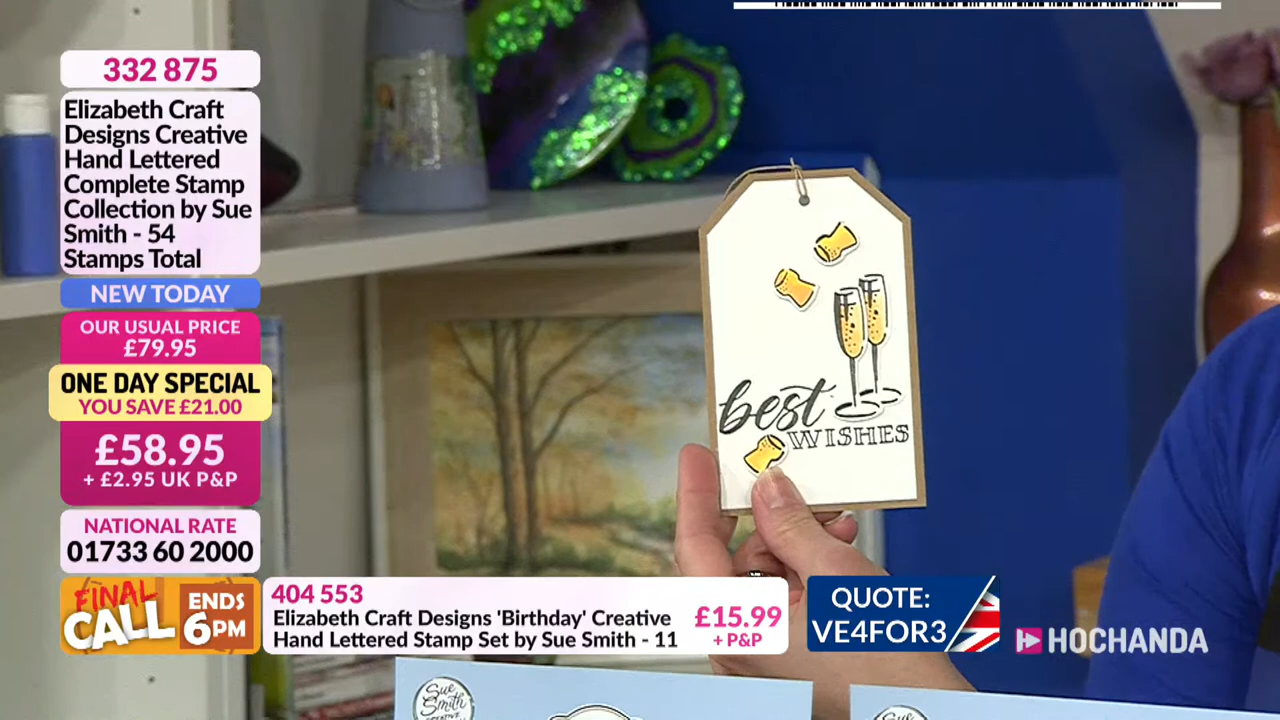 332 875
Elizabeth Craft
Designs Creative
Hand Lettered
Complete Stamp
Collection by Sue
Smith - 54
Stamps Total
NEW TODAY
OUR USUAL PRICE
£79.95
ONE DAY SPECIAL
YOU SAVE £21.00
£58.95
+ £2.95 UK P&P
NATIONAL RATE
01733 60 2000
FINAL
CALL
ENDS
6PM
best
WISHES
404 553
Elizabeth Craft Designs 'Birthday' Creative
Hand Lettered Stamp Set by Sue Smith - 11
£15.99
+ P&P
QUOTE:
VE4FOR3
HOCHANDA
Sue
Smith
CREATIVE
Sue